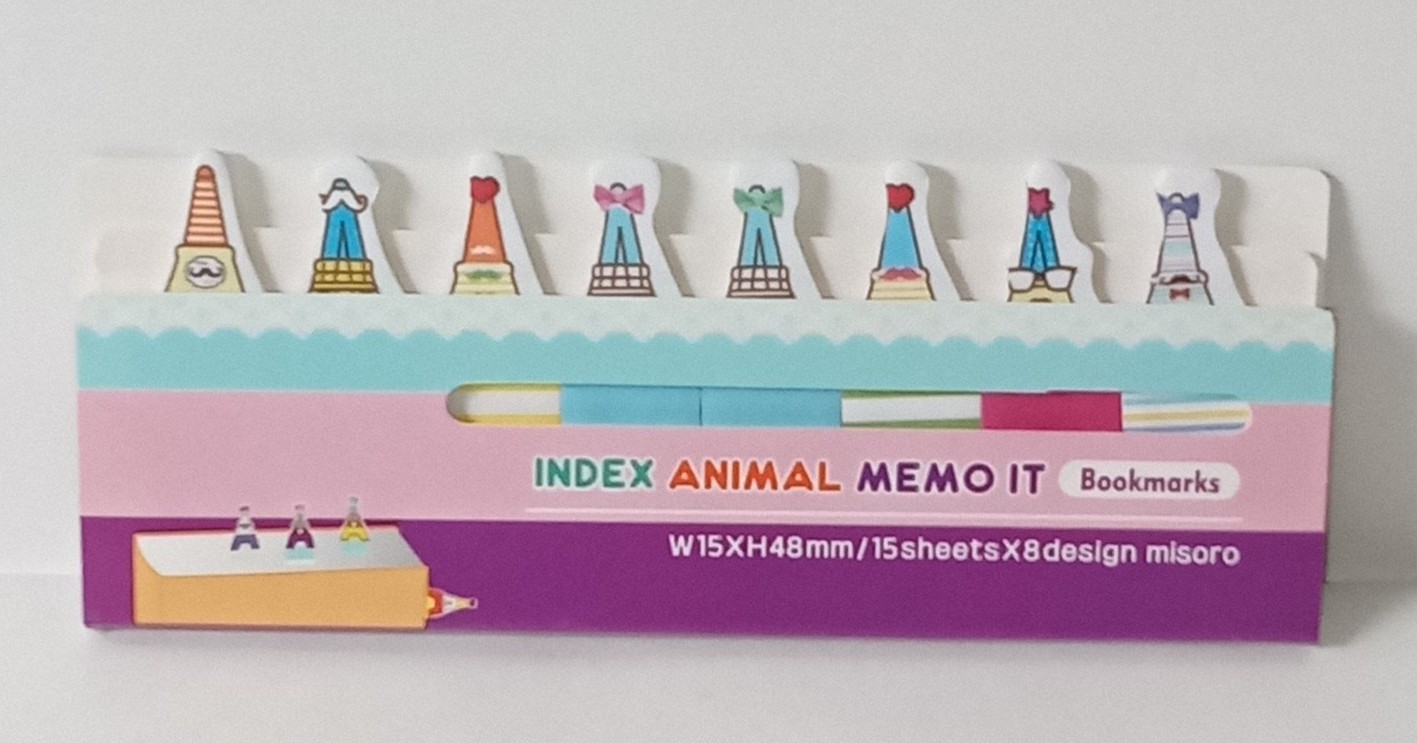 INDEX ANIMAL MEMO IT Bookmarks
W15XH48mm/15sheetsX8design misoro